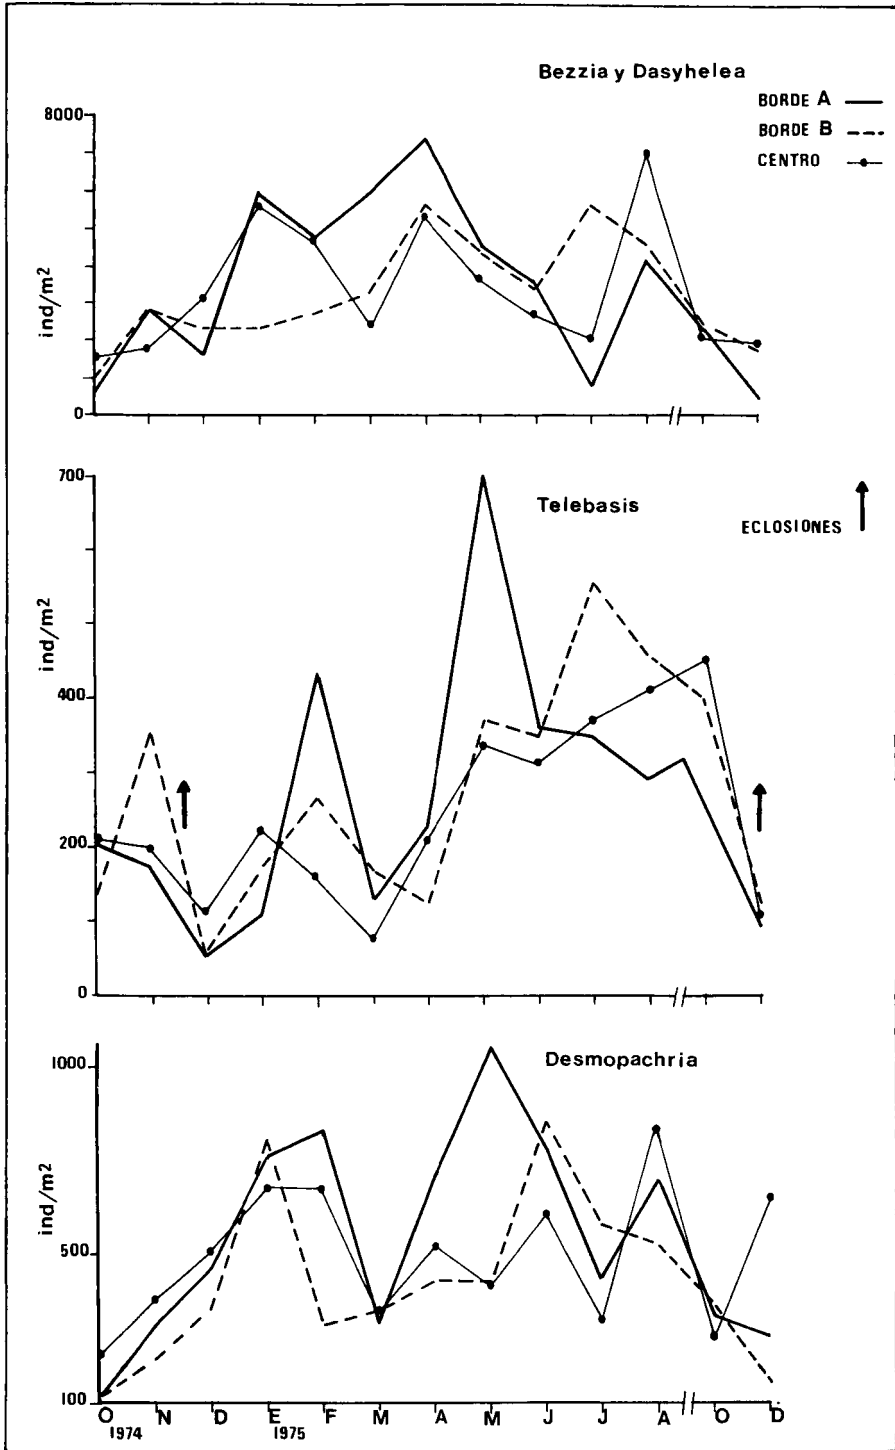 Bezzia y Dasyhelea
BORDE A
BORDE B
CENTRO
8000
ind/m²
0
700
Telebasis
ECLOSIONES
ind/m²
400
200
0
1000
Desmopachria
ind/m²
500
100
O N D E F M A M J J A O D
1974 1975